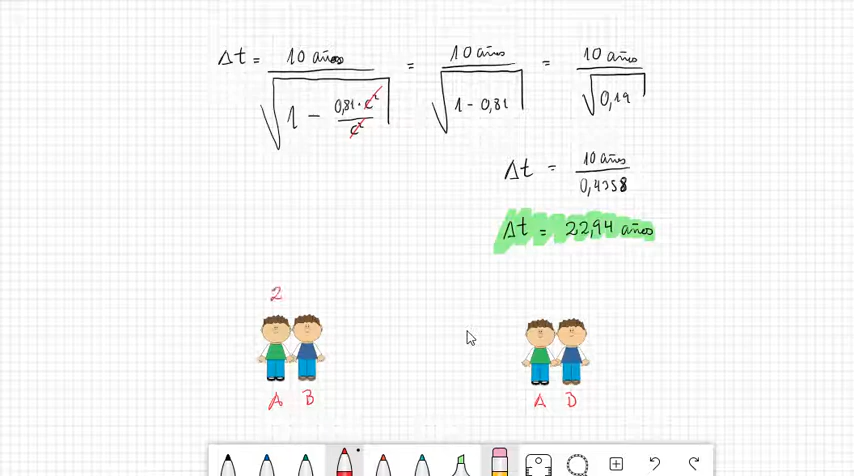 Δt = 10 años / √(1 - 0,81·c² / c²) = 10 años / √(1 - 0,81) = 10 años / √0,19
Δt = 10 años / 0,4358
Δt = 22,94 años
2
A B A D